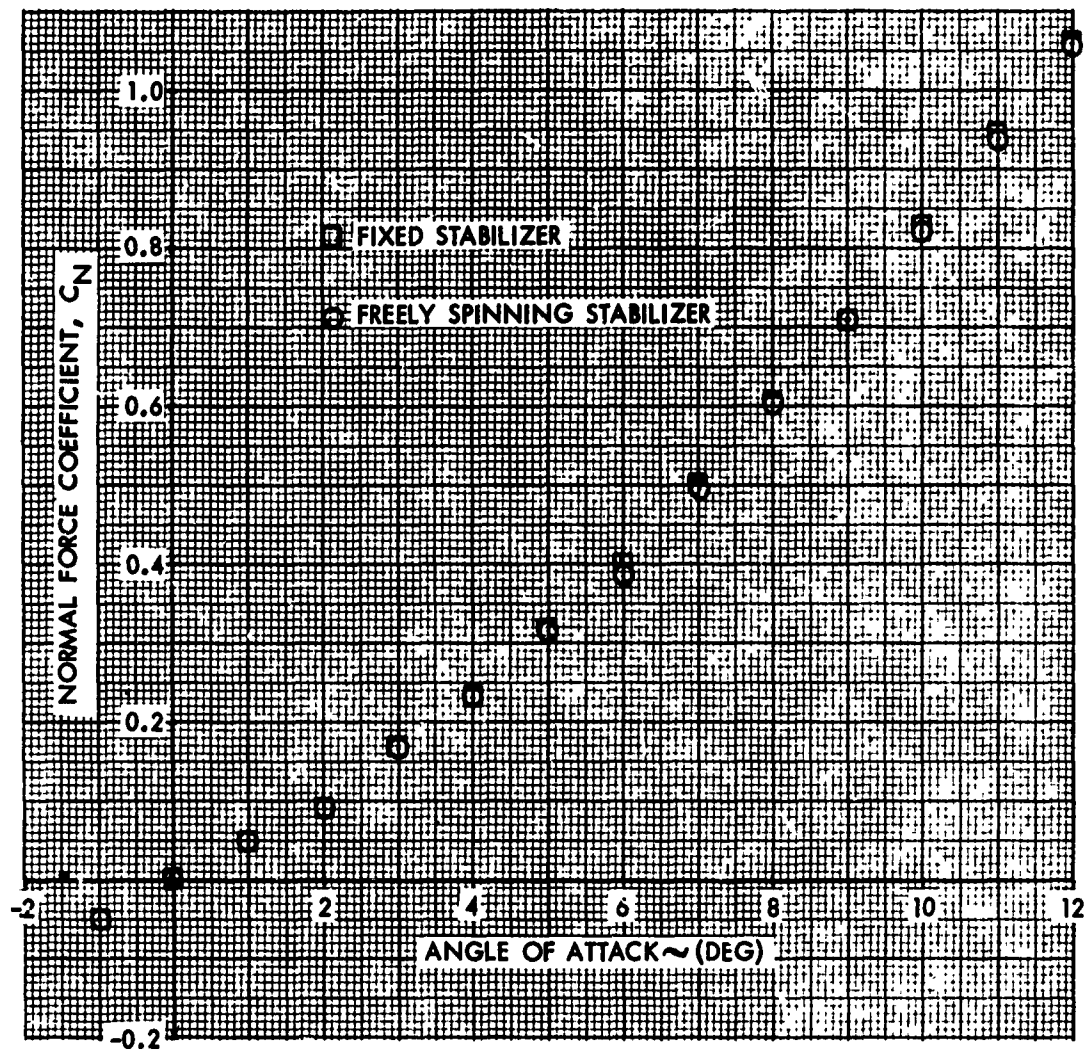 1.0
0.8
0.6
0.4
0.2
-0.2
NORMAL FORCE COEFFICIENT, CN
FIXED STABILIZER
FREELY SPINNING STABILIZER
-2 2 4 6 8 10 12
ANGLE OF ATTACK ~ (DEG)